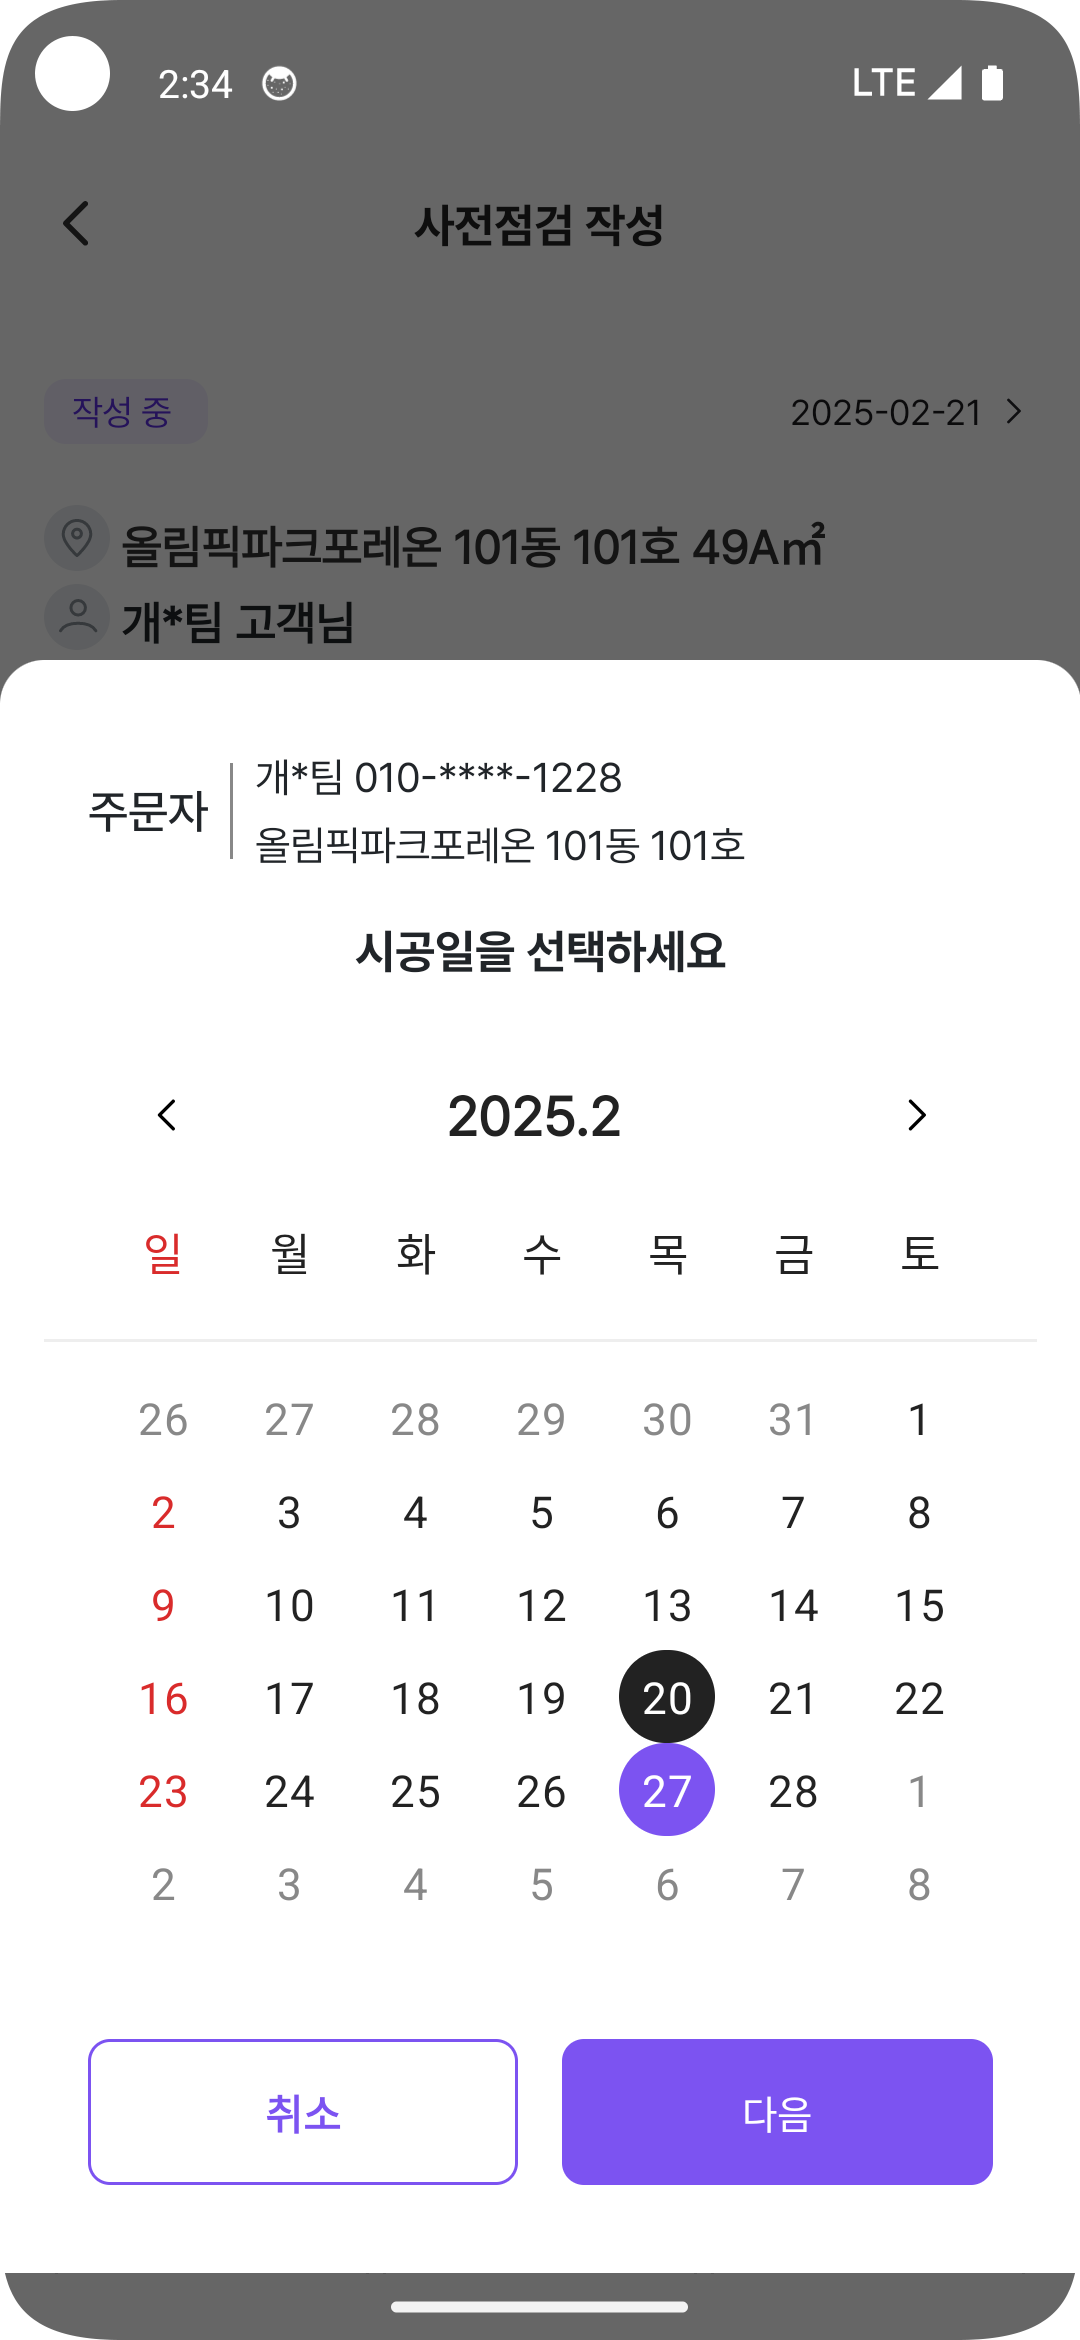 2:34 LTE
사전점검 작성
작성 중 2025-02-21
올림픽파크포레온 101동 101호 49A㎡
개*팀 고객님
주문자
개*팀 010-****-1228
올림픽파크포레온 101동 101호
시공일을 선택하세요
2025.2
일 월 화 수 목 금 토
26 27 28 29 30 31 1
2 3 4 5 6 7 8
9 10 11 12 13 14 15
16 17 18 19 20 21 22
23 24 25 26 27 28 1
2 3 4 5 6 7 8
취소 다음